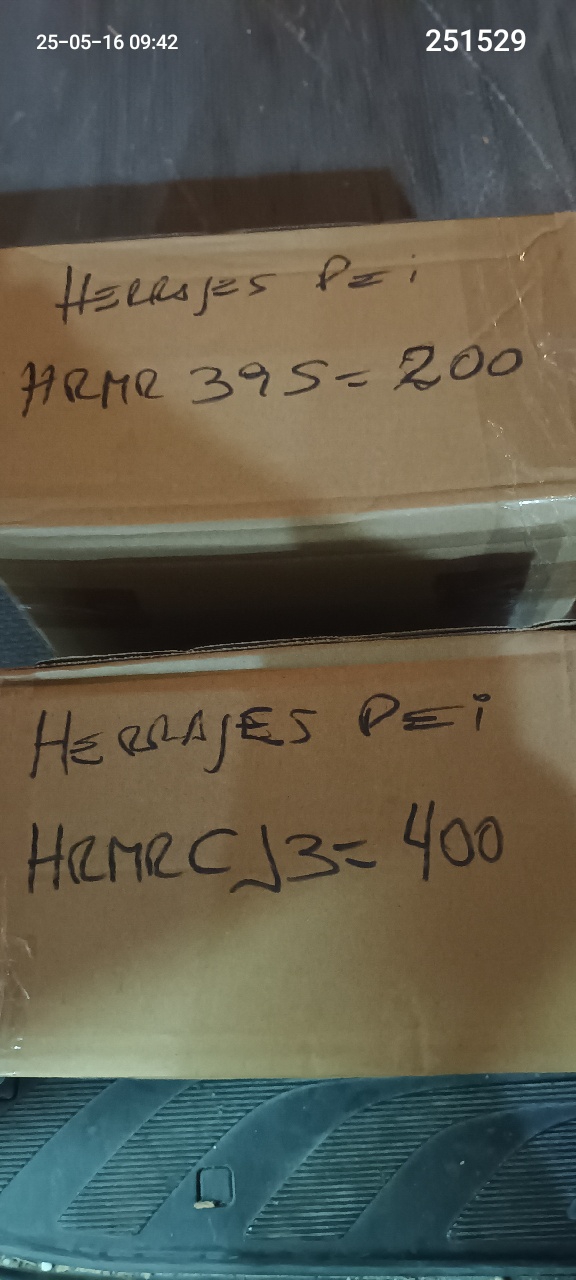 25-05-16 09:42 251529
HERRAJES PEi
HRMR 395= 200
HERRAJES PEi
HRMRCJ3= 400